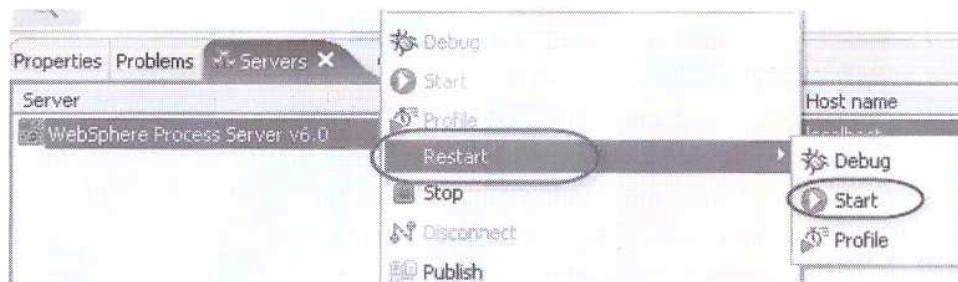 Properties Problems Servers
Server
WebSphere Process Server v6.0
Debug
Start
Profile
Restart
Stop
Disconnect
Publish
Host name
localhost
Debug
Start
Profile